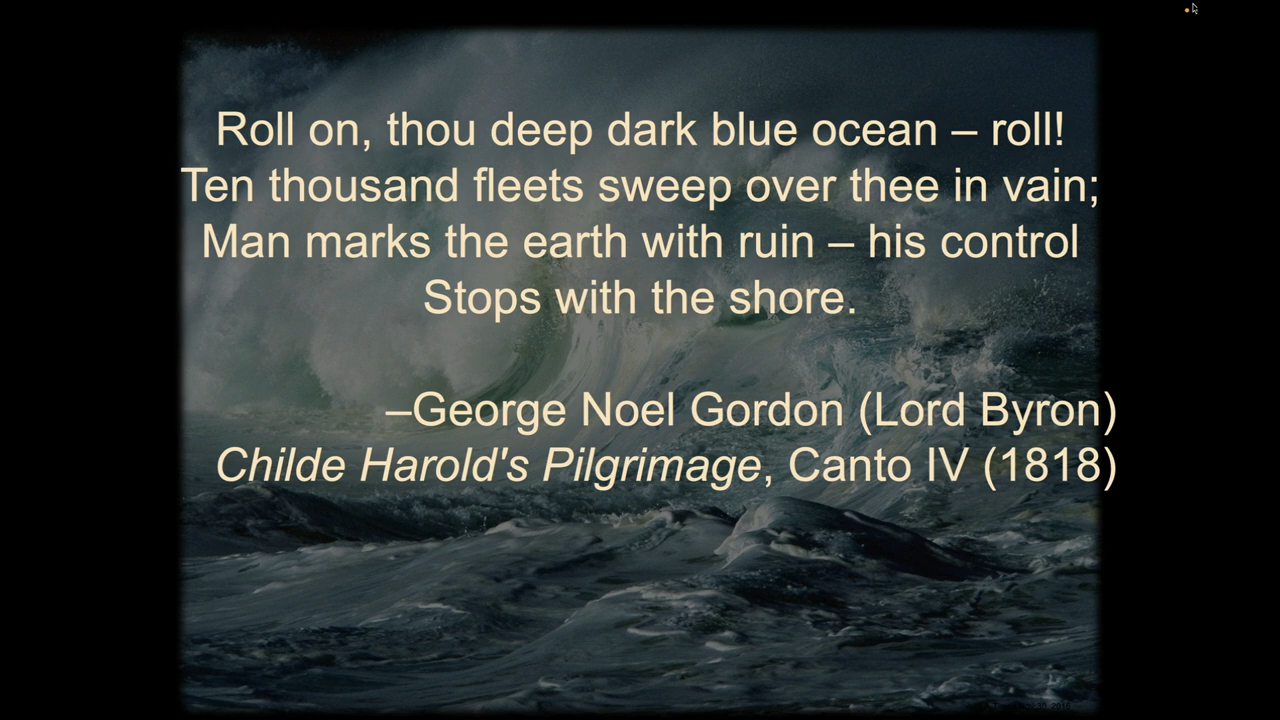 Roll on, thou deep dark blue ocean – roll!
Ten thousand fleets sweep over thee in vain;
Man marks the earth with ruin – his control
Stops with the shore.
–George Noel Gordon (Lord Byron)
Childe Harold's Pilgrimage, Canto IV (1818)